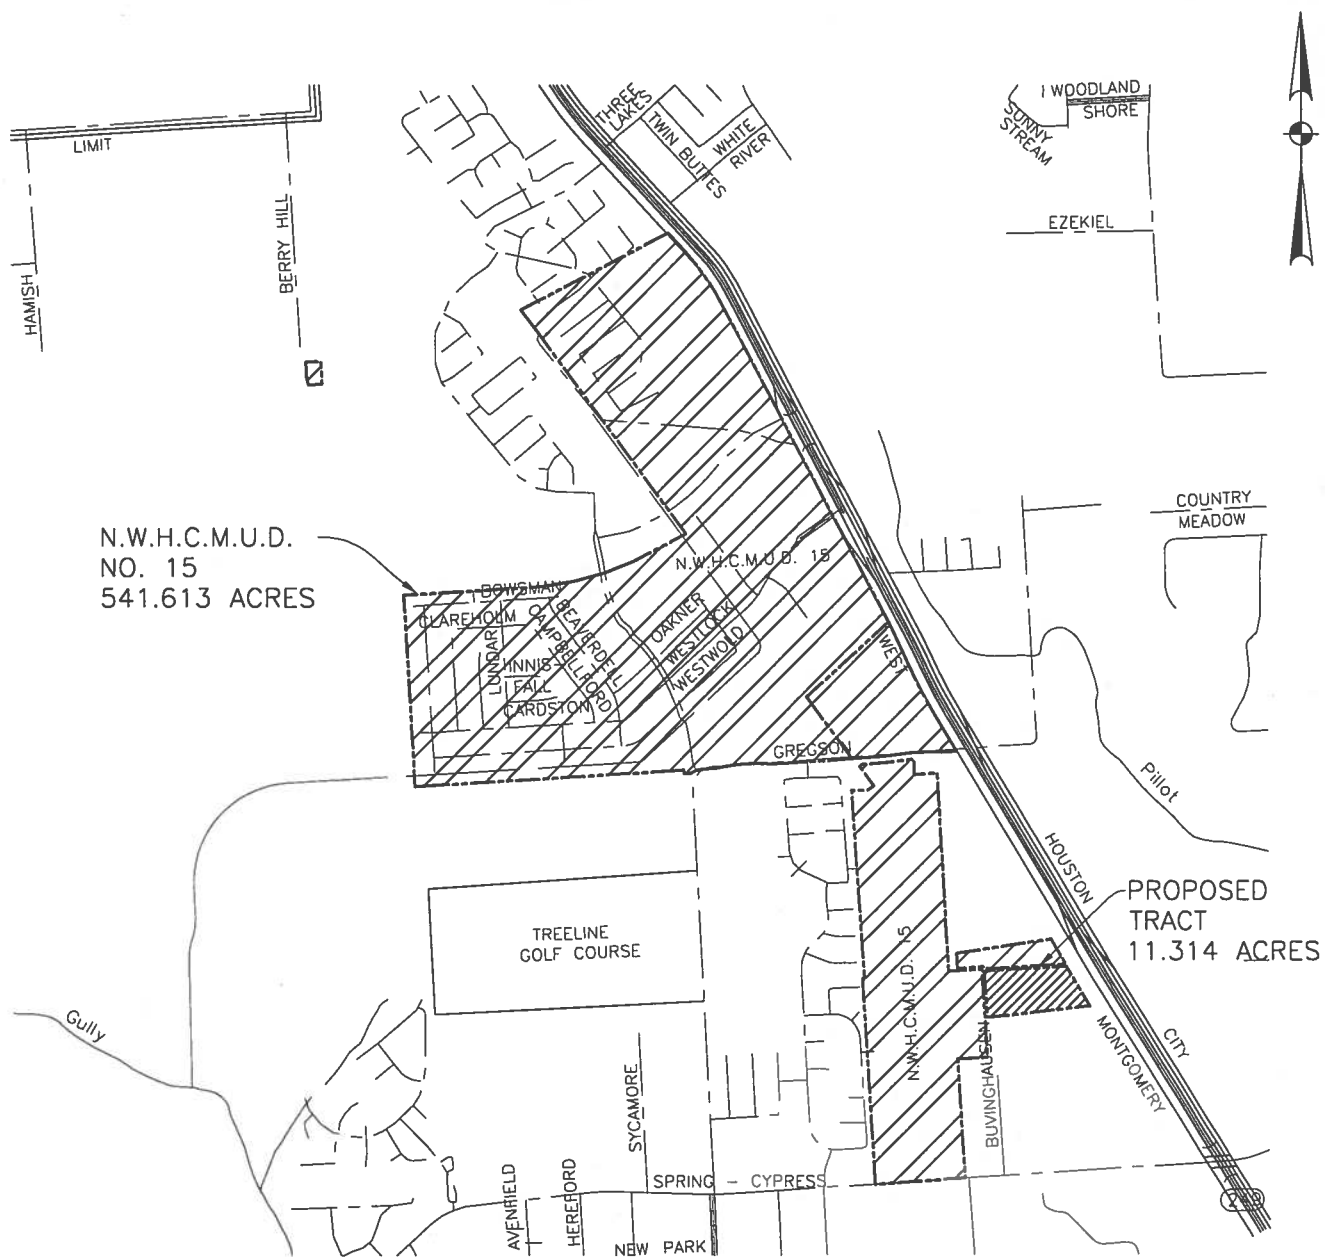 LIMIT
HAMISH
BERRY HILL
THREE
LAKES
TWIN BUTTES
WHITE
RIVER
WOODLAND
SHORE
SUNNY
STREAM
EZEKIEL
COUNTRY
MEADOW
N.W.H.C.M.U.D.
NO. 15
541.613 ACRES
N.W.H.C.M.U.D. 15
BOWSMAN
CLAREHOLM
LUNDAR
INNIS-
FALL
CARDSTON
BEAVERDELL
CAMPBELLFORD
OAKNER
WESTLOCK
WESTWOLD
WEST
GREGSON
Pillot
HOUSTON
PROPOSED
TRACT
11.314 ACRES
TREELINE
GOLF COURSE
N.W.H.C.M.U.D. 15
Gully
MONTGOMERY
CITY
BUVINGHAUSEN
SYCAMORE
SPRING - CYPRESS
AVENFIELD
HEREFORD
NEW PARK
249